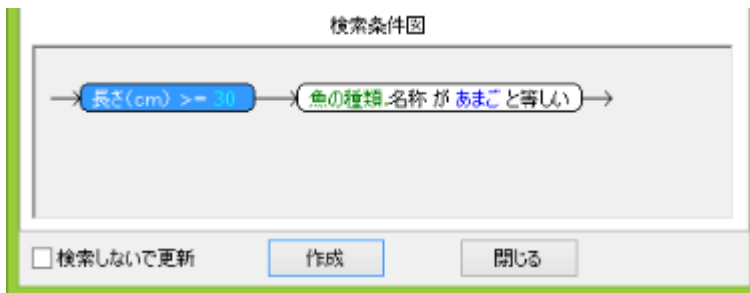 検索条件図
長さ(cm) >= 30 魚の種類.名称 が あまご と等しい
検索しないで更新 作成 閉じる